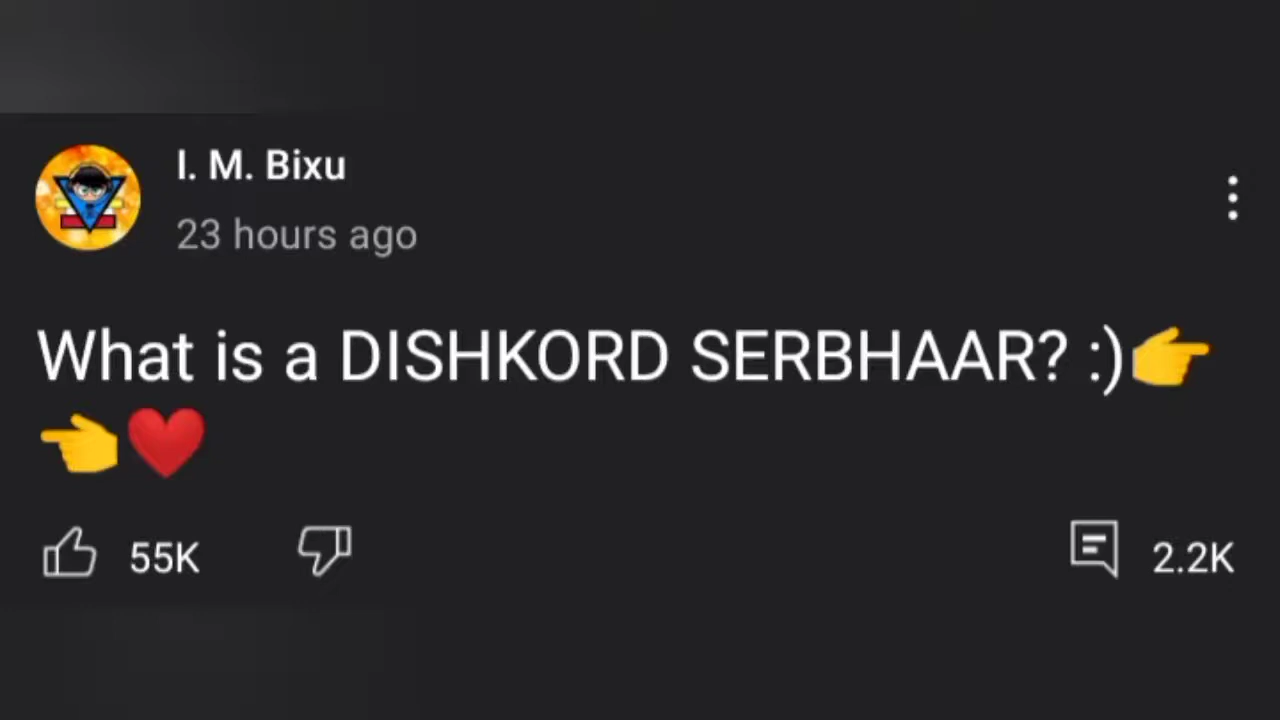 I. M. Bixu
23 hours ago
What is a DISHKORD SERBHAAR? :)👉
👈❤️
55K
2.2K